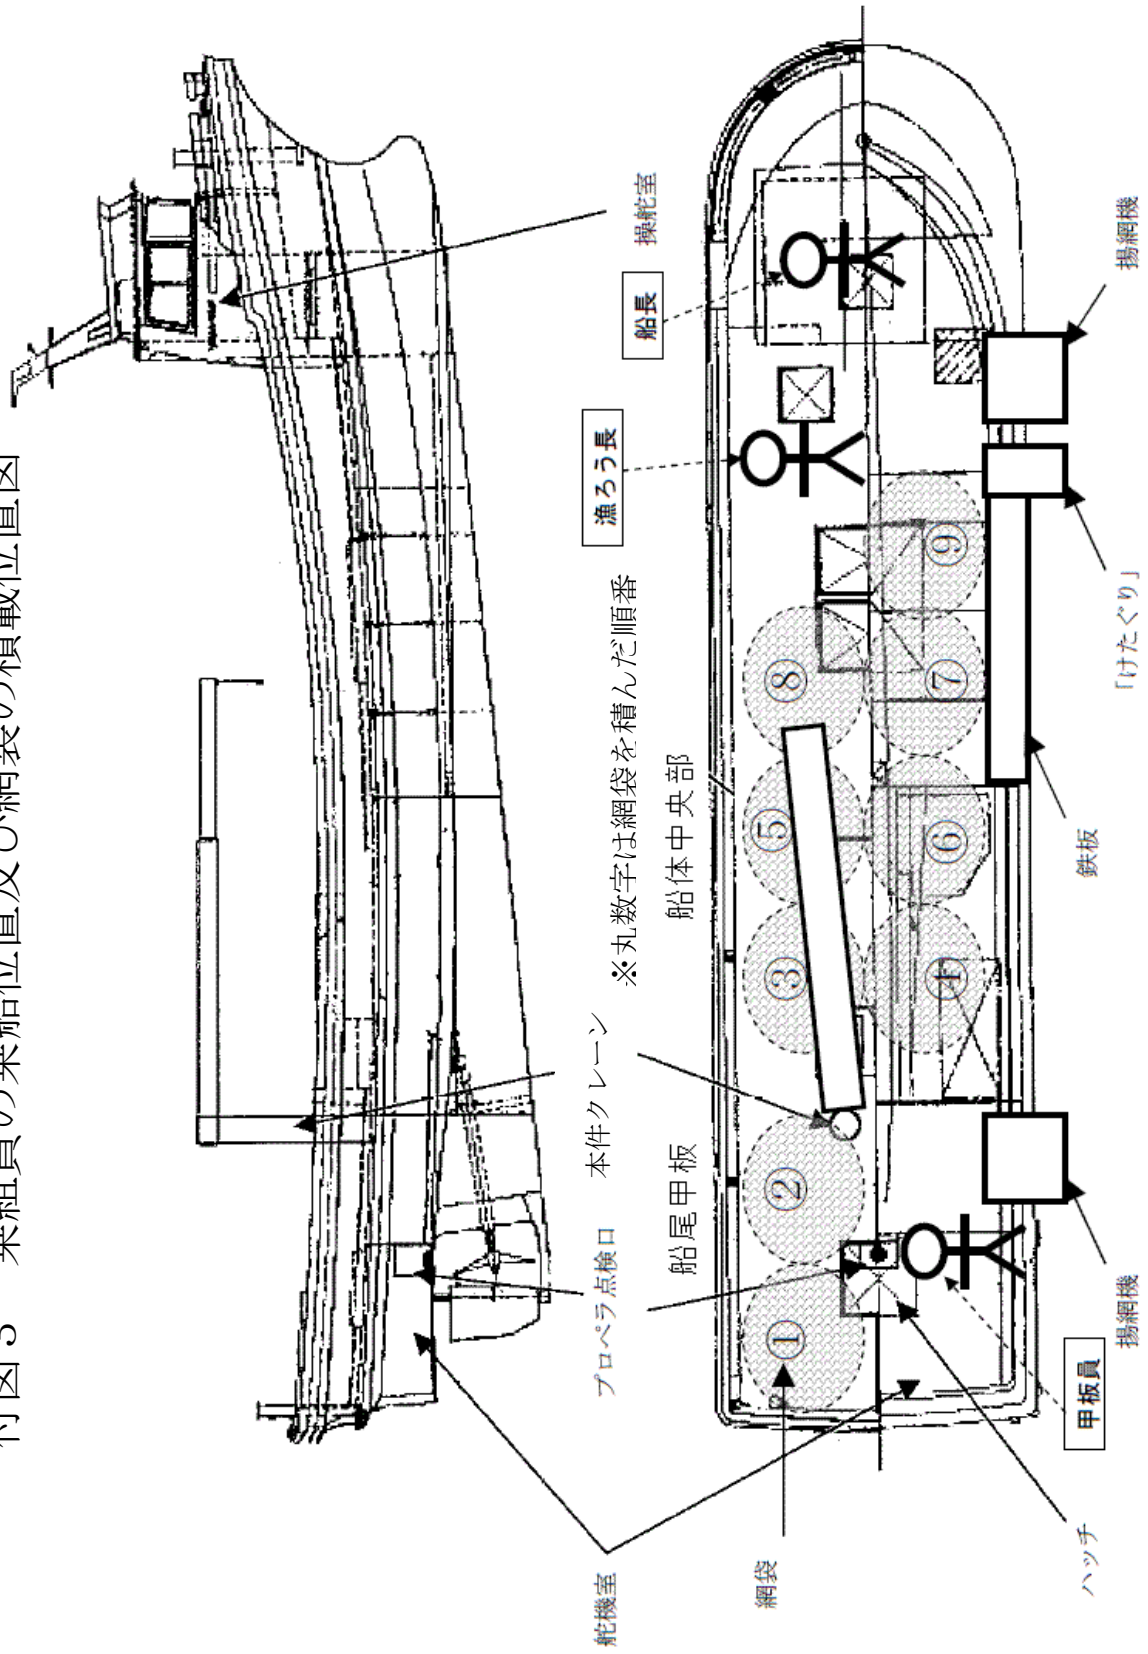 付図５　乗組員の乗船位置及び網袋の積載位置図
操舵室
船長
漁ろう長
※丸数字は網袋を積んだ順番
本件クレーン
プロペラ点検口
舵機室
船体中央部
船尾甲板
①
②
③
④
⑤
⑥
⑦
⑧
⑨
網袋
ハッチ
甲板員
揚網機
鉄板
「けたぐり」
揚網機